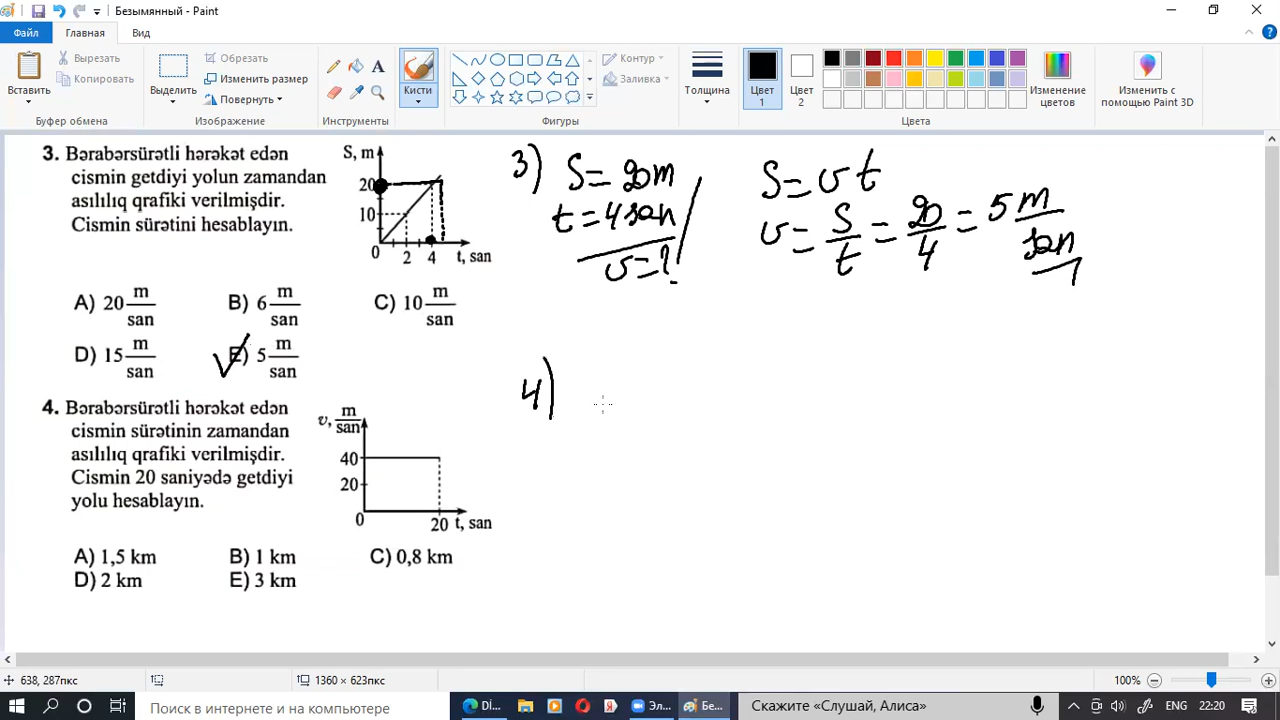 Безымянный - Paint
Файл Главная Вид
Вставить
Вырезать
Копировать
Буфер обмена
Выделить
Обрезать
Изменить размер
Повернуть
Изображение
Инструменты
Кисти
Фигуры
Контур
Заливка
Толщина
Цвет 1
Цвет 2
Цвета
Изменение цветов
Изменить с помощью Paint 3D
3. Bərabərsürətli hərəkət edən
cismin getdiyi yolun zamandan
asılılıq qrafiki verilmişdir.
Cismin sürətini hesablayın.
S, m
20
10
0 2 4 t, san
A) 20 m/san B) 6 m/san C) 10 m/san
D) 15 m/san E) 5 m/san
3) S = 20m
t = 4 san
v = ?
S = v t
v = S/t = 20/4 = 5 m/san
4. Bərabərsürətli hərəkət edən
cismin sürətinin zamandan
asılılıq qrafiki verilmişdir.
Cismin 20 saniyədə getdiyi
yolu hesablayın.
v, m/san
40
20
0 20 t, san
A) 1,5 km B) 1 km C) 0,8 km
D) 2 km E) 3 km
4)
638, 287пкс
1360 × 623пкс
100%
Поиск в интернете и на компьютере
Dİ...
Эл...
Бе...
Скажите «Слушай, Алиса»
ENG 22:20